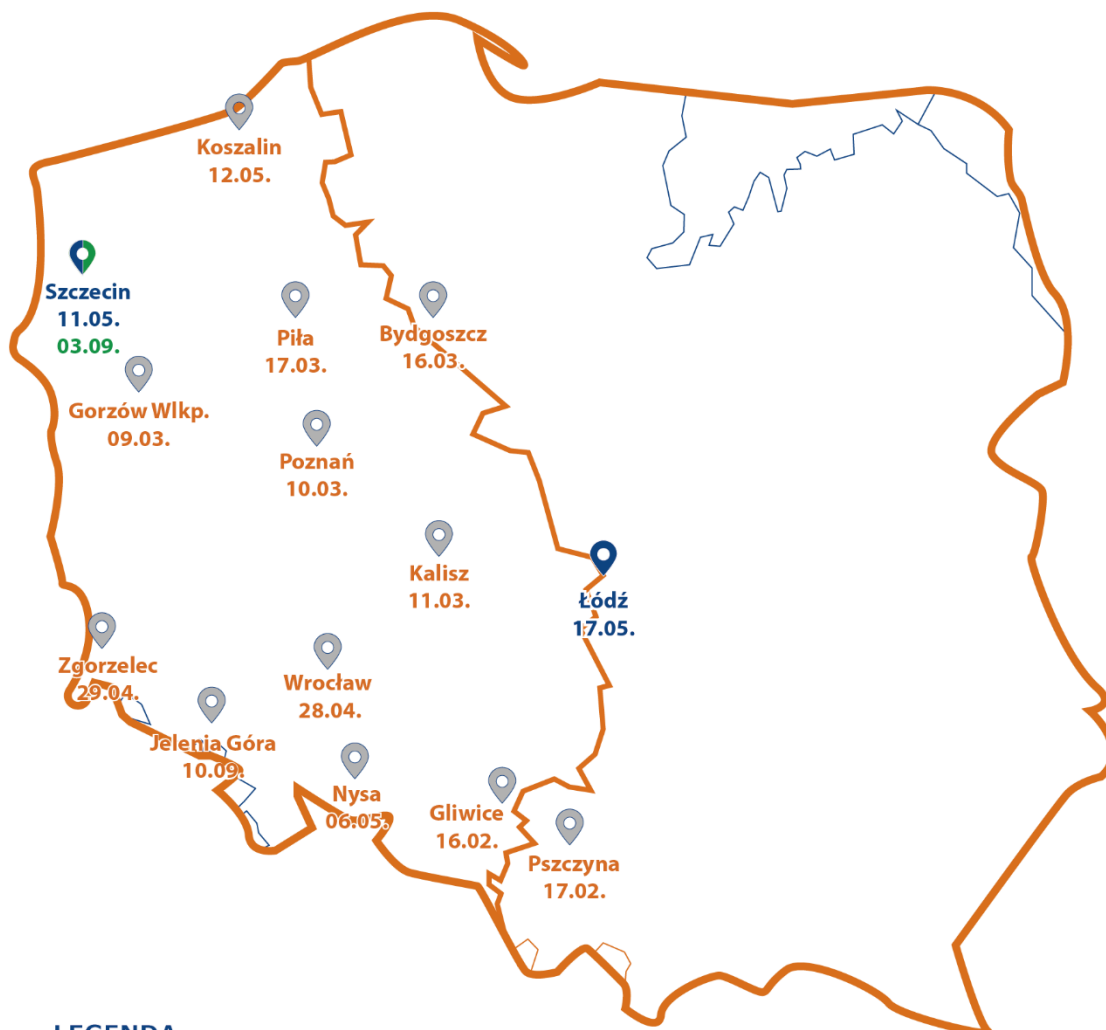 Koszalin
12.05.
Szczecin
11.05.
03.09.
Piła
17.03.
Bydgoszcz
16.03.
Gorzów Wlkp.
09.03.
Poznań
10.03.
Kalisz
11.03.
Łódź
17.05.
Zgorzelec
29.04.
Wrocław
28.04.
Jelenia Góra
10.09.
Nysa
06.05.
Gliwice
16.02.
Pszczyna
17.02.
LEGENDA